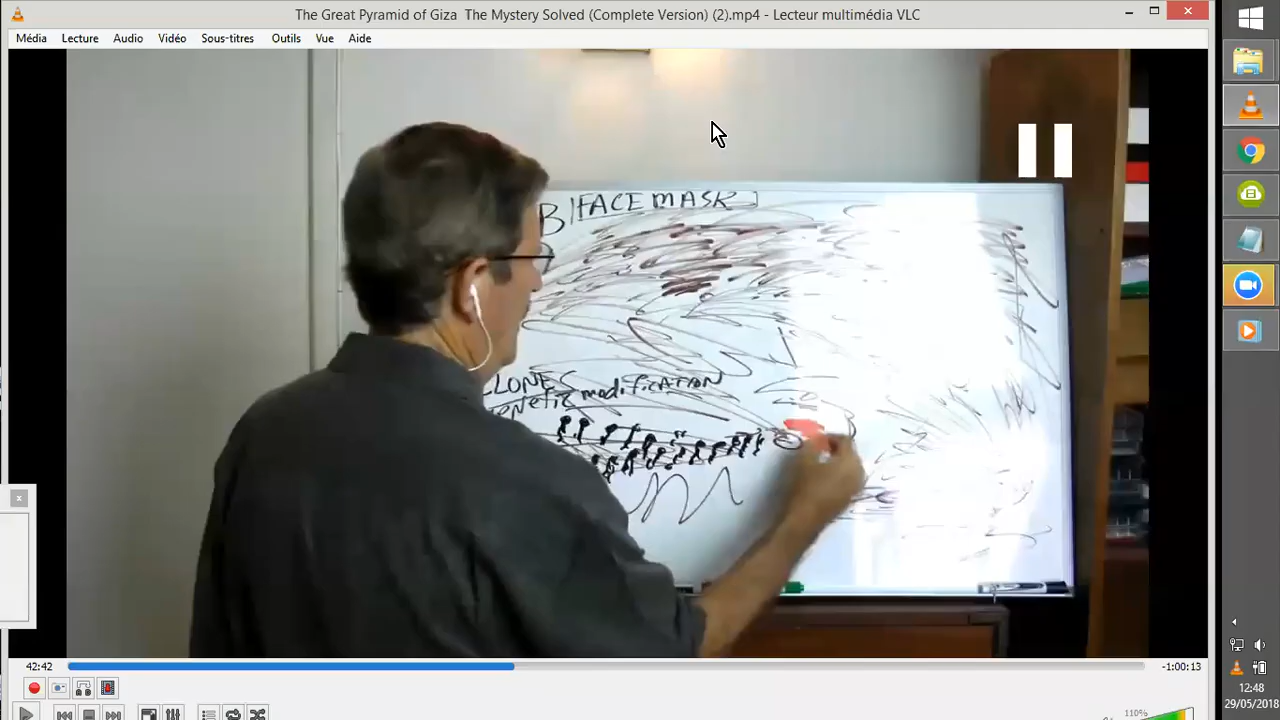 The Great Pyramid of Giza The Mystery Solved (Complete Version) (2).mp4 - Lecteur multimédia VLC
Média Lecture Audio Vidéo Sous-titres Outils Vue Aide
B) FACE MASK
CLONES
GENETIC MODIFICATION
x
42:42
-1:00:13
110%
12:48
29/05/2018